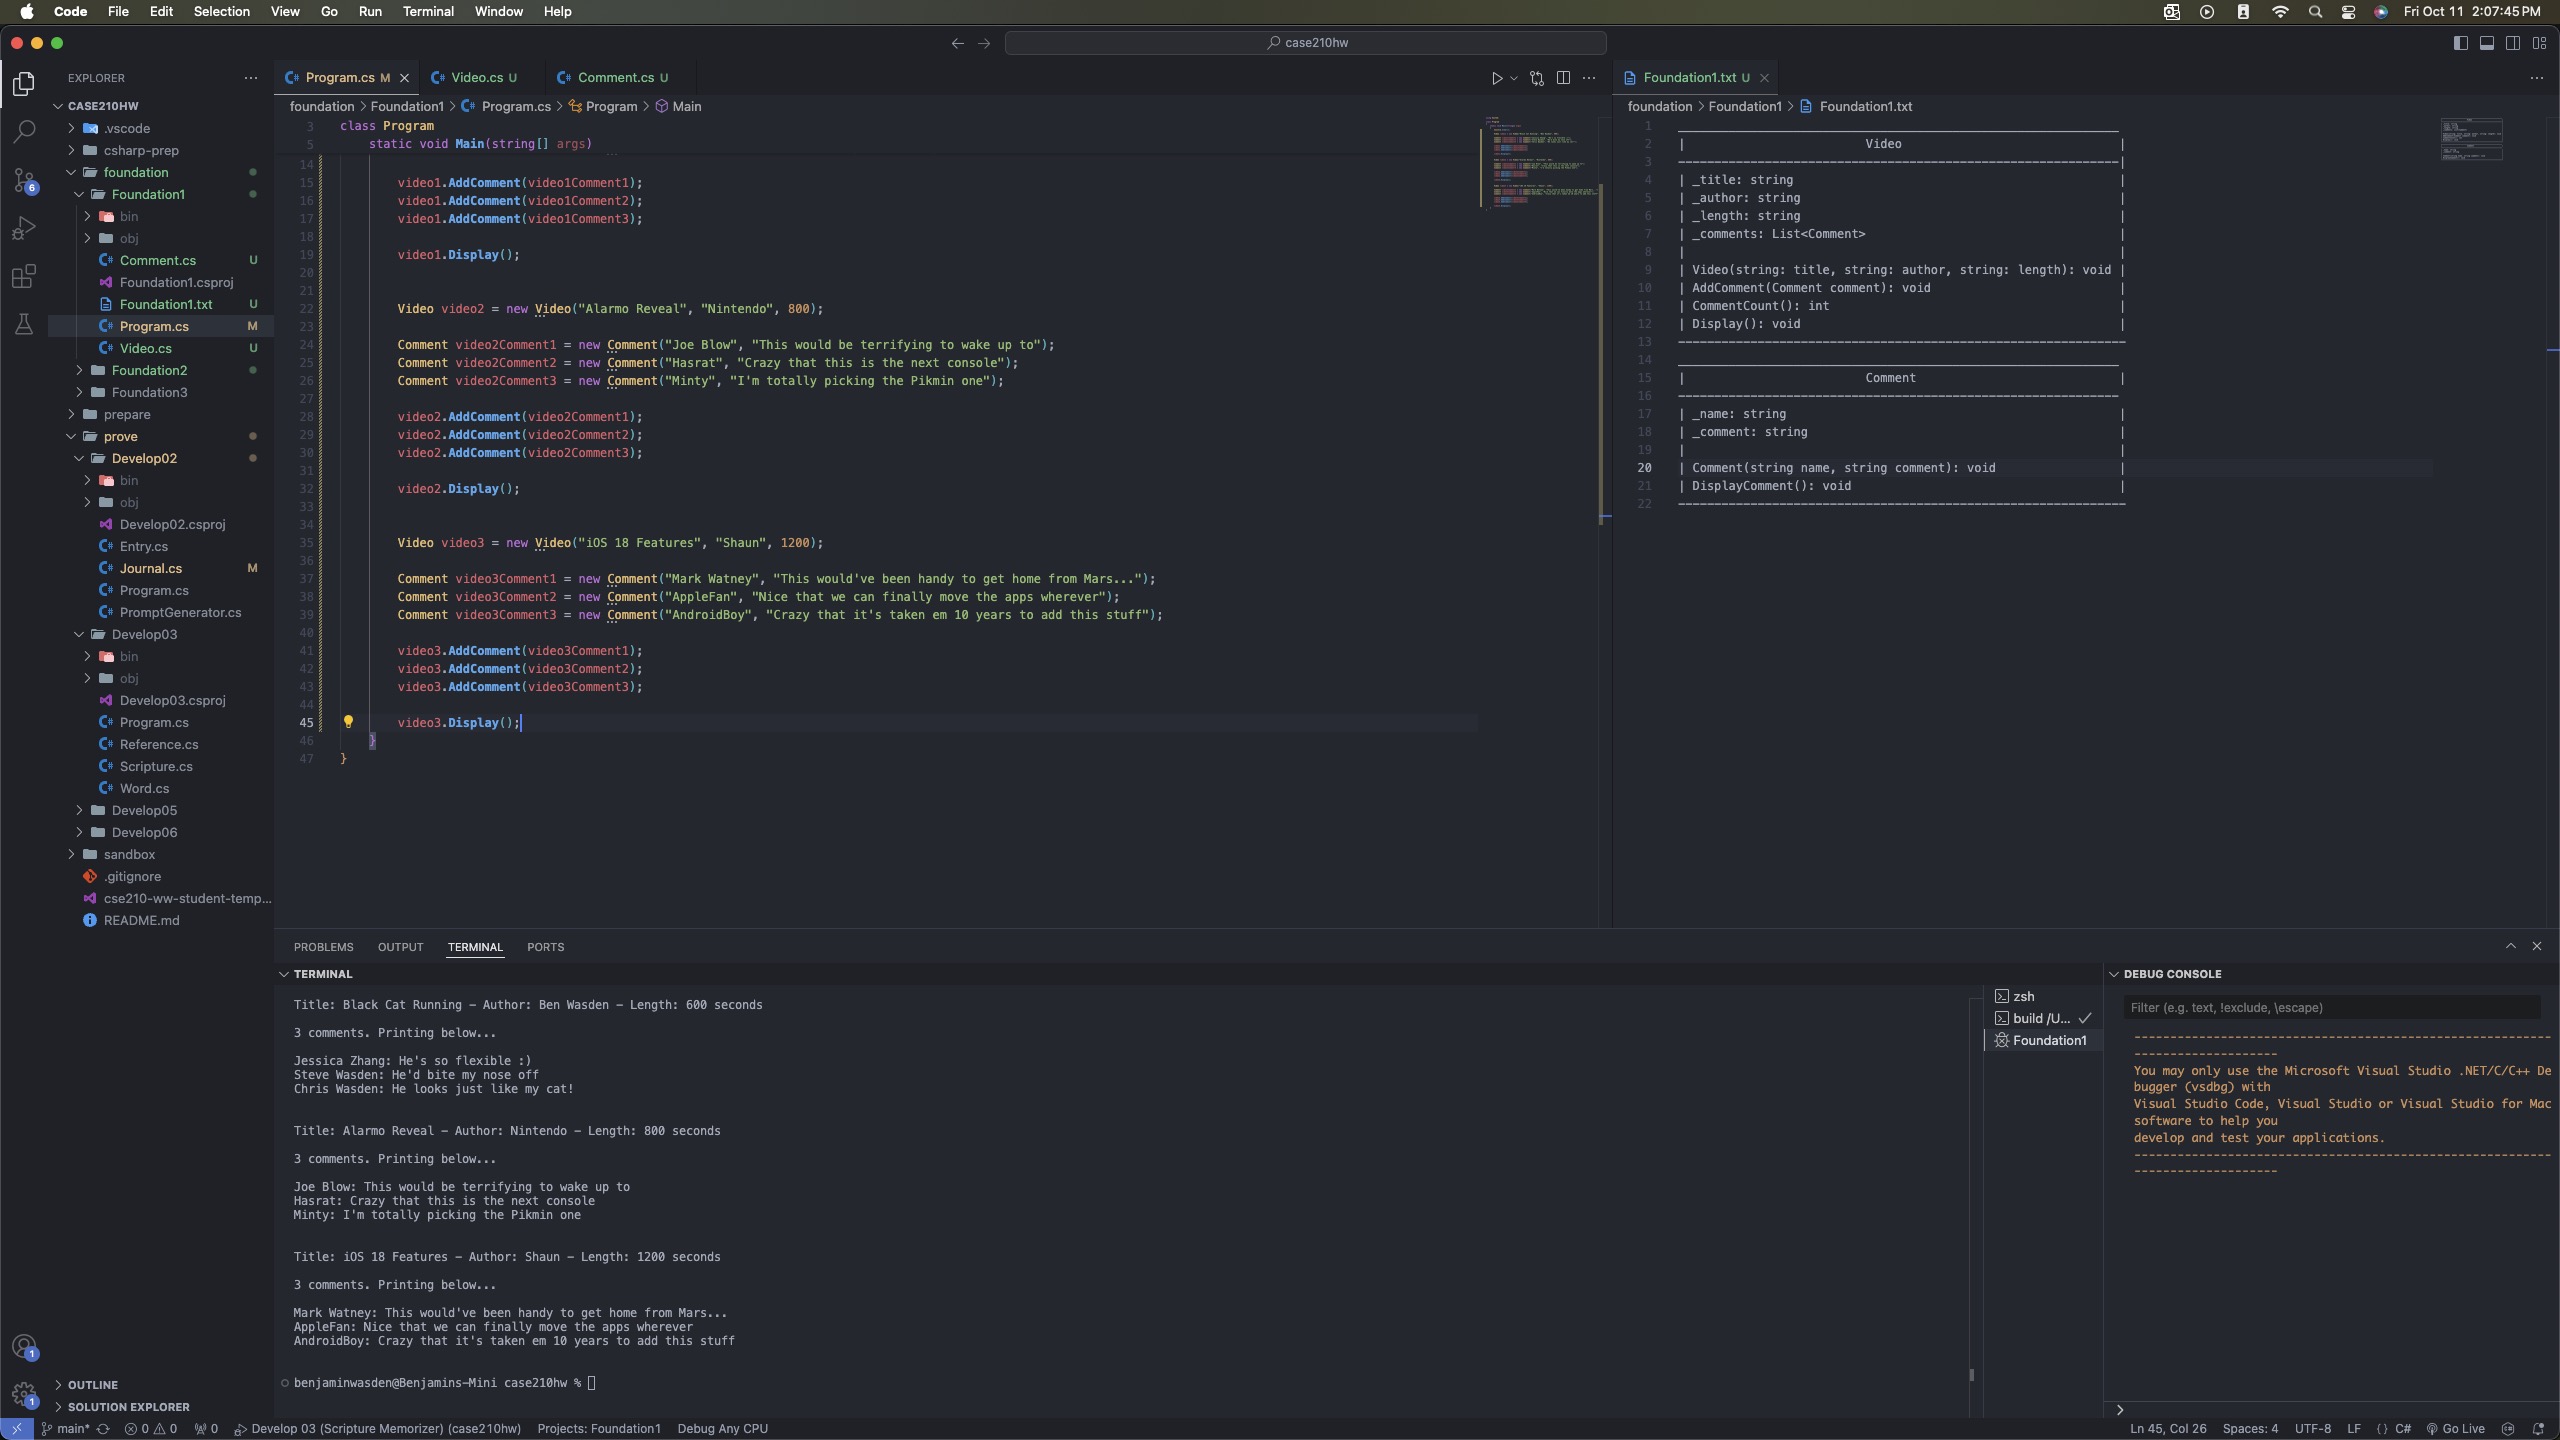 Code File Edit Selection View Go Run Terminal Window Help
Fri Oct 11 2:07:45 PM
case210hw
EXPLORER
CASE210HW
.vscode
csharp-prep
foundation
Foundation1
bin
obj
Comment.cs U
Foundation1.csproj
Foundation1.txt U
Program.cs M
Video.cs U
Foundation2
Foundation3
prepare
prove
Develop02
bin
obj
Develop02.csproj
Entry.cs
Journal.cs M
Program.cs
PromptGenerator.cs
Develop03
bin
obj
Develop03.csproj
Program.cs
Reference.cs
Scripture.cs
Word.cs
Develop05
Develop06
sandbox
.gitignore
cse210-ww-student-temp...
README.md
OUTLINE
SOLUTION EXPLORER
6
1
1
Program.cs M Video.cs U Comment.cs U
foundation > Foundation1 > Program.cs > Program > Main
3 class Program
5 static void Main(string[] args)
14
15 video1.AddComment(video1Comment1);
16 video1.AddComment(video1Comment2);
17 video1.AddComment(video1Comment3);
18
19 video1.Display();
20
21
22 Video video2 = new Video("Alarmo Reveal", "Nintendo", 800);
23
24 Comment video2Comment1 = new Comment("Joe Blow", "This would be terrifying to wake up to");
25 Comment video2Comment2 = new Comment("Hasrat", "Crazy that this is the next console");
26 Comment video2Comment3 = new Comment("Minty", "I'm totally picking the Pikmin one");
27
28 video2.AddComment(video2Comment1);
29 video2.AddComment(video2Comment2);
30 video2.AddComment(video2Comment3);
31
32 video2.Display();
33
34
35 Video video3 = new Video("iOS 18 Features", "Shaun", 1200);
36
37 Comment video3Comment1 = new Comment("Mark Watney", "This would've been handy to get home from Mars...");
38 Comment video3Comment2 = new Comment("AppleFan", "Nice that we can finally move the apps wherever");
39 Comment video3Comment3 = new Comment("AndroidBoy", "Crazy that it's taken em 10 years to add this stuff");
40
41 video3.AddComment(video3Comment1);
42 video3.AddComment(video3Comment2);
43 video3.AddComment(video3Comment3);
44
45 video3.Display();
46 }
47 }
Foundation1.txt U
foundation > Foundation1 > Foundation1.txt
1
2 | Video |
3 |
4 | _title: string |
5 | _author: string |
6 | _length: string |
7 | _comments: List<Comment> |
8 | |
9 | Video(string: title, string: author, string: length): void |
10 | AddComment(Comment comment): void |
11 | CommentCount(): int |
12 | Display(): void |
13
14
15 | Comment |
16
17 | _name: string |
18 | _comment: string |
19 | |
20 | Comment(string name, string comment): void |
21 | DisplayComment(): void |
22
PROBLEMS OUTPUT TERMINAL PORTS
TERMINAL
Title: Black Cat Running – Author: Ben Wasden – Length: 600 seconds
3 comments. Printing below...
Jessica Zhang: He's so flexible :)
Steve Wasden: He'd bite my nose off
Chris Wasden: He looks just like my cat!
Title: Alarmo Reveal – Author: Nintendo – Length: 800 seconds
3 comments. Printing below...
Joe Blow: This would be terrifying to wake up to
Hasrat: Crazy that this is the next console
Minty: I'm totally picking the Pikmin one
Title: iOS 18 Features – Author: Shaun – Length: 1200 seconds
3 comments. Printing below...
Mark Watney: This would've been handy to get home from Mars...
AppleFan: Nice that we can finally move the apps wherever
AndroidBoy: Crazy that it's taken em 10 years to add this stuff
benjaminwasden@Benjamins-Mini case210hw %
zsh
build /U...
Foundation1
DEBUG CONSOLE
Filter (e.g. text, !exclude, \escape)
You may only use the Microsoft Visual Studio .NET/C/C++ De
bugger (vsdbg) with
Visual Studio Code, Visual Studio or Visual Studio for Mac
software to help you
develop and test your applications.
main* 0 0 0 Develop 03 (Scripture Memorizer) (case210hw) Projects: Foundation1 Debug Any CPU
Ln 45, Col 26 Spaces: 4 UTF-8 LF {} C# Go Live